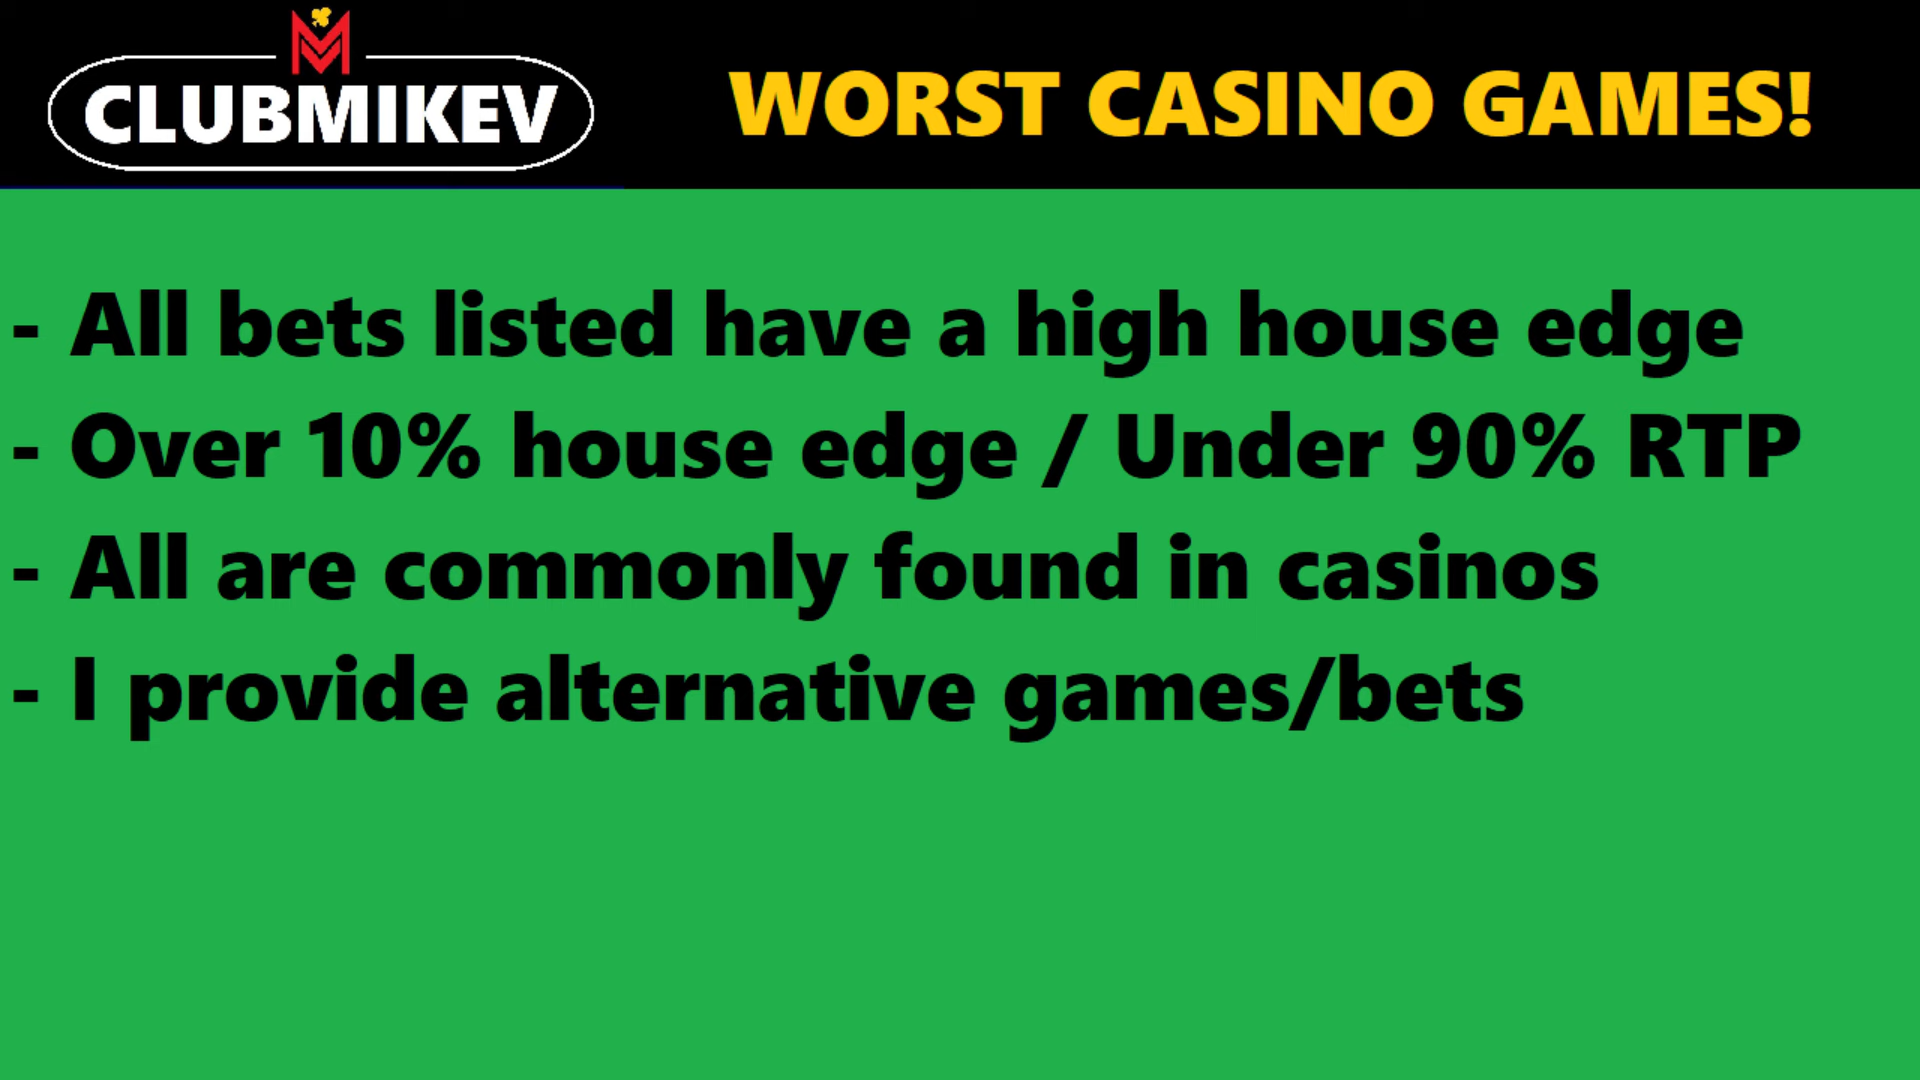 CLUBMIKEV
WORST CASINO GAMES!
- All bets listed have a high house edge
- Over 10% house edge / Under 90% RTP
- All are commonly found in casinos
- I provide alternative games/bets